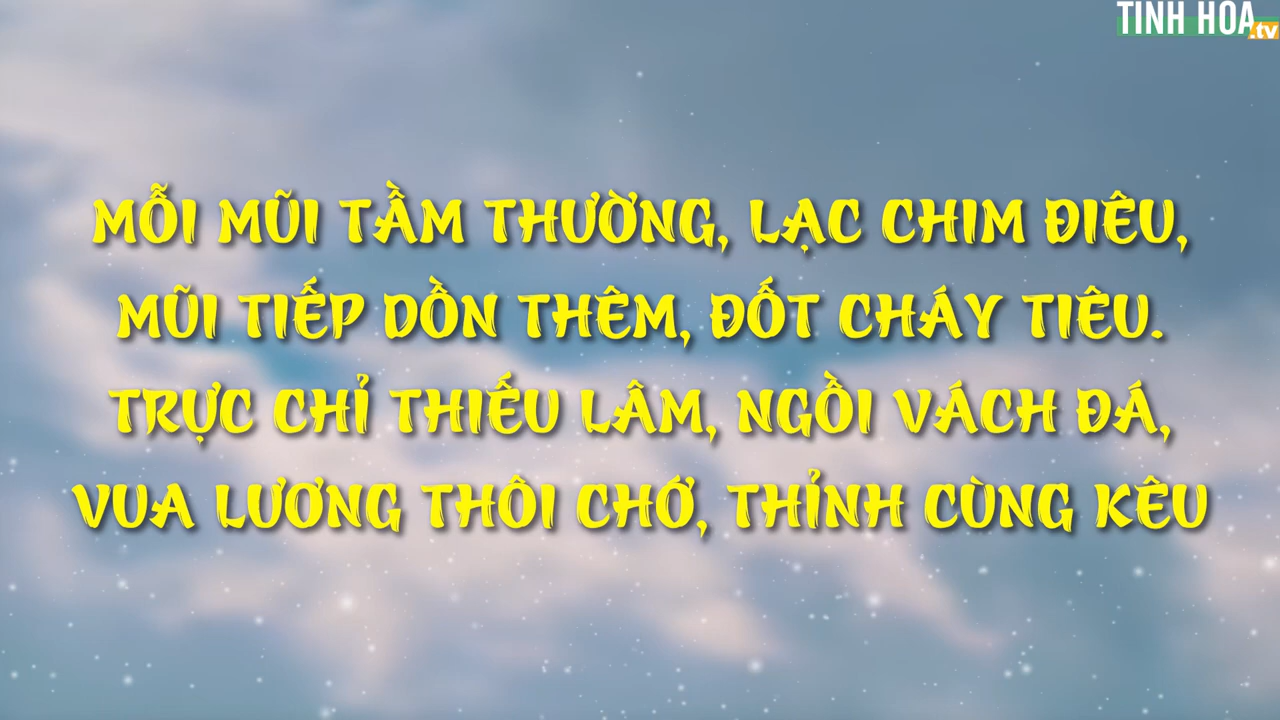 TINH HOA
.tv
MỖI MŨI TẦM THƯỜNG, LẠC CHIM ĐIÊU,
MŨI TIẾP DỒN THÊM, ĐỐT CHÁY TIÊU.
TRỰC CHỈ THIẾU LÂM, NGỒI VÁCH ĐÁ,
VUA LƯƠNG THÔI CHỚ, THỈNH CÙNG KÊU